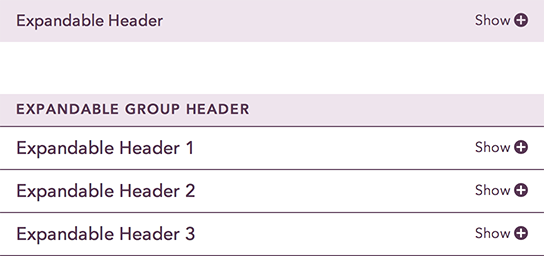 Expandable Header Show
EXPANDABLE GROUP HEADER
Expandable Header 1 Show
Expandable Header 2 Show
Expandable Header 3 Show